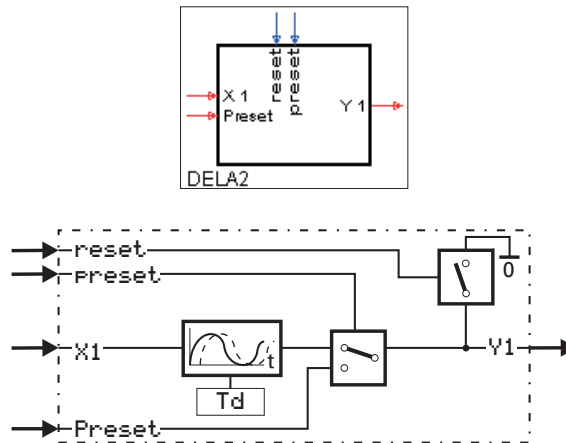 reset
preset
X 1
Preset
Y 1
DELA2
reset
preset
0
X1
t
Y1
Td
Preset